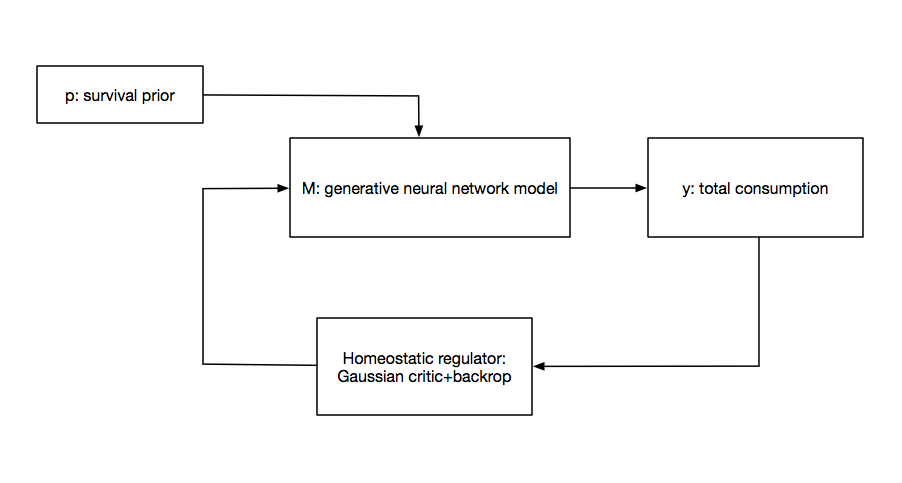 p: survival prior
M: generative neural network model
y: total consumption
Homeostatic regulator:
Gaussian critic+backrop